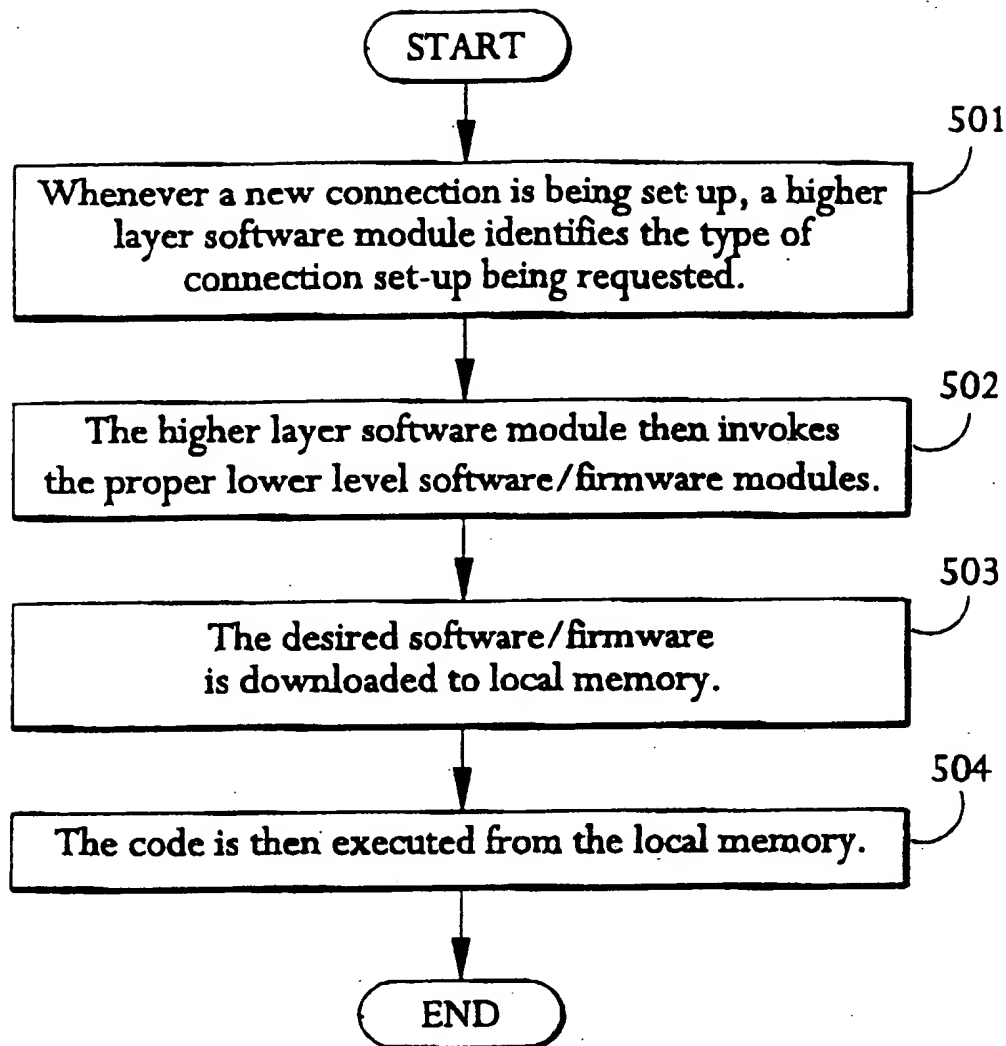 START
501
Whenever a new connection is being set up, a higher
layer software module identifies the type of
connection set-up being requested.
502
The higher layer software module then invokes
the proper lower level software/firmware modules.
503
The desired software/firmware
is downloaded to local memory.
504
The code is then executed from the local memory.
END